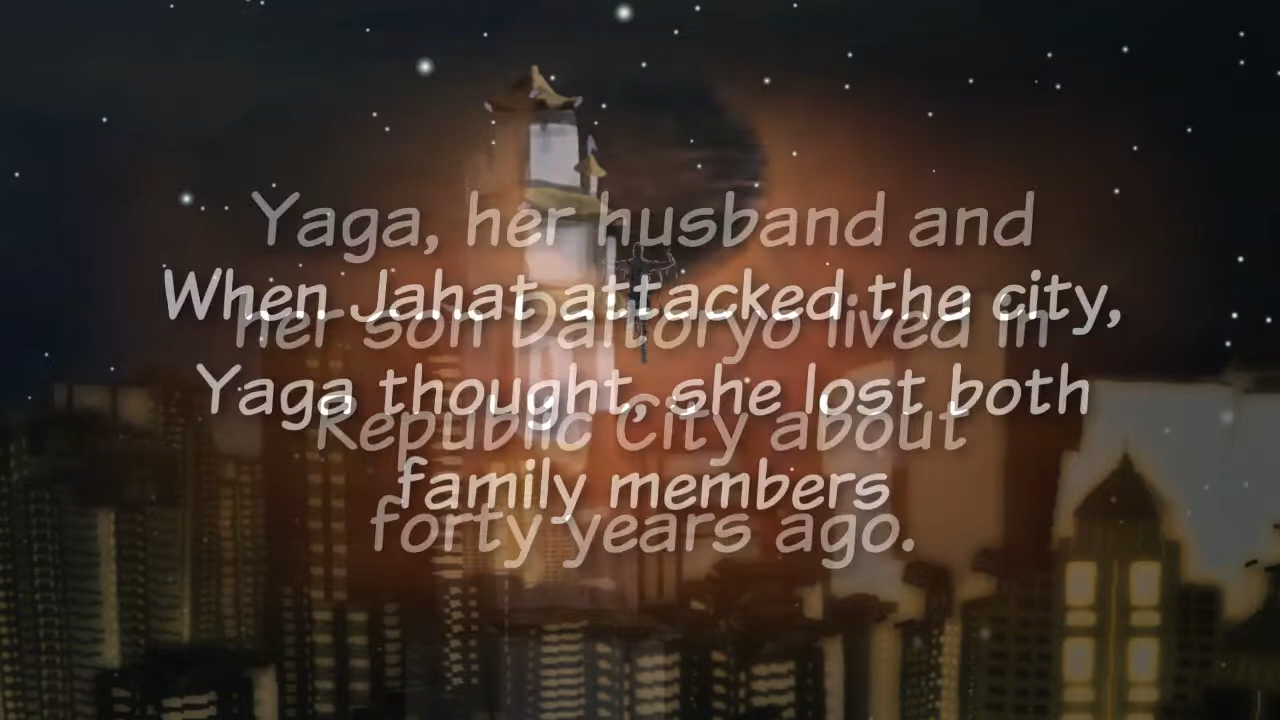 Yaga, her husband and
her son Daitoryo lived in
Republic City about
forty years ago.
When Jahat attacked the city,
Yaga thought, she lost both
family members